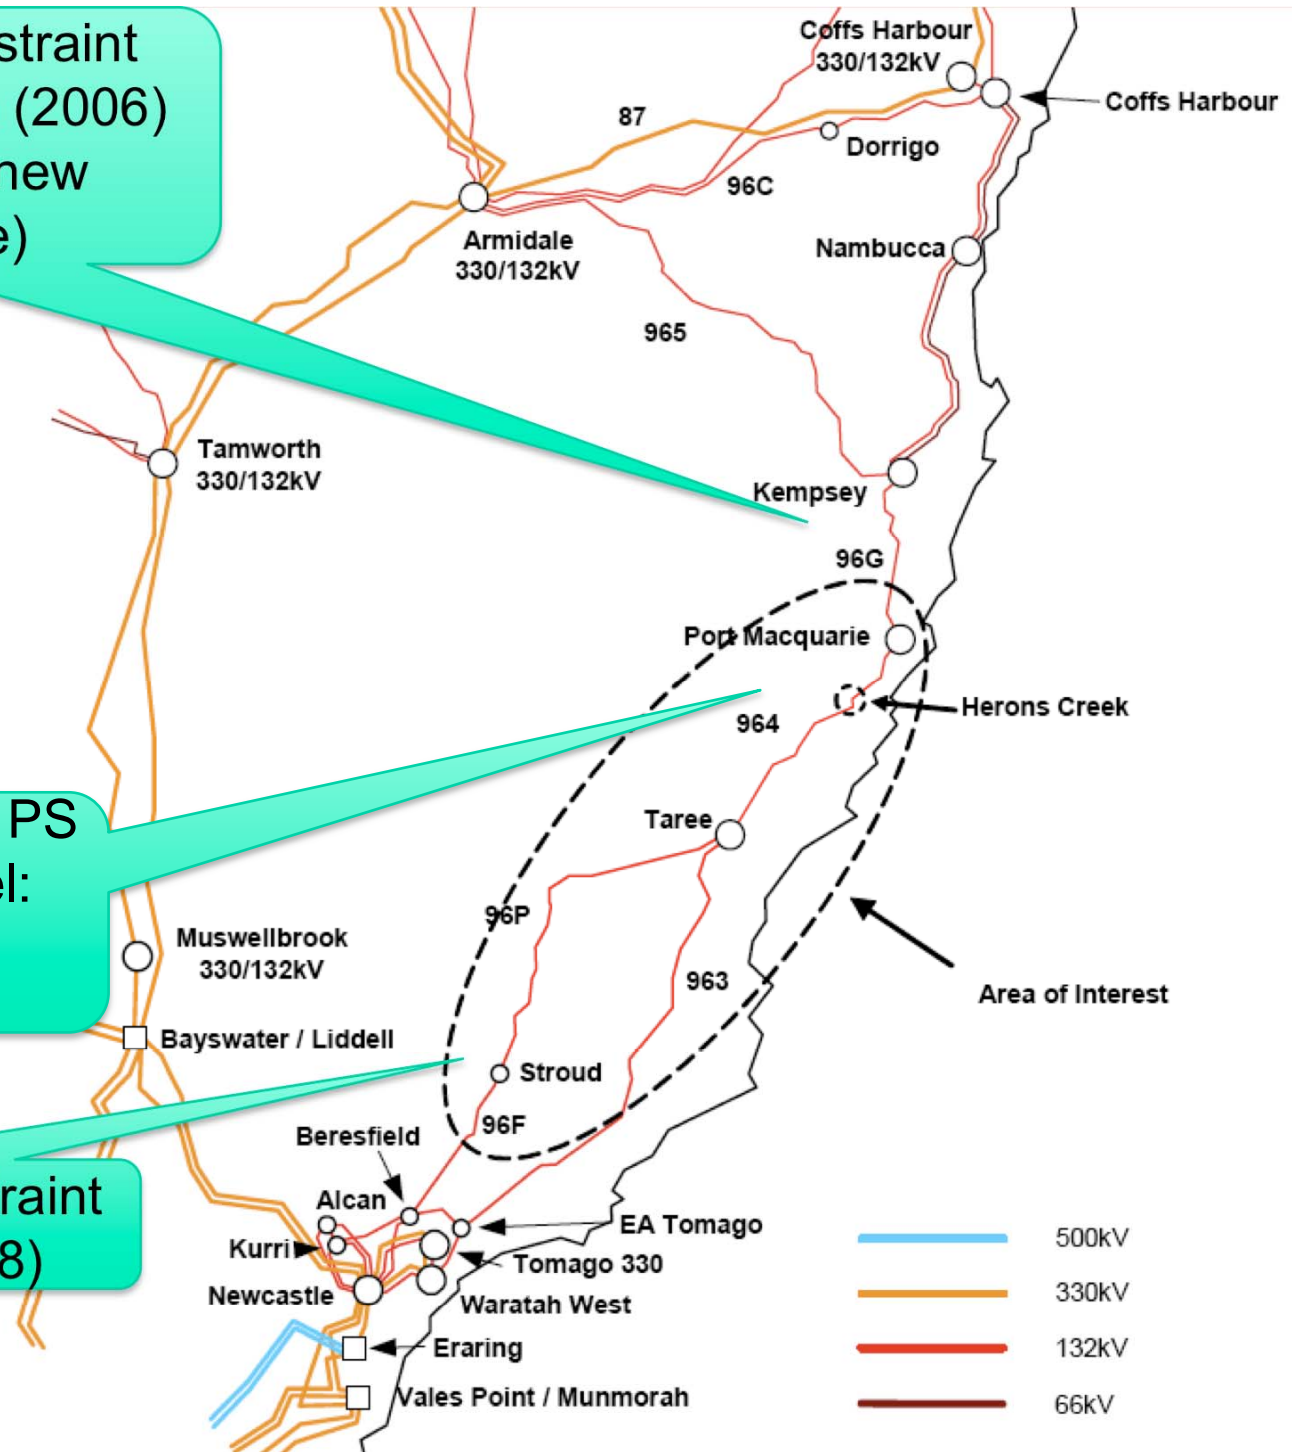 straint
(2006)
new
e)
Coffs Harbour
330/132kV
Coffs Harbour
87
Dorrigo
96C
Armidale
330/132kV
Nambucca
965
Tamworth
330/132kV
Kempsey
96G
Port Macquarie
Herons Creek
964
PS
el:
Taree
96P
Muswellbrook
330/132kV
963
Area of Interest
Bayswater / Liddell
Stroud
96F
Beresfield
raint
8)
Alcan
EA Tomago
Kurri
Tomago 330
Newcastle
Waratah West
Eraring
Vales Point / Munmorah
500kV
330kV
132kV
66kV